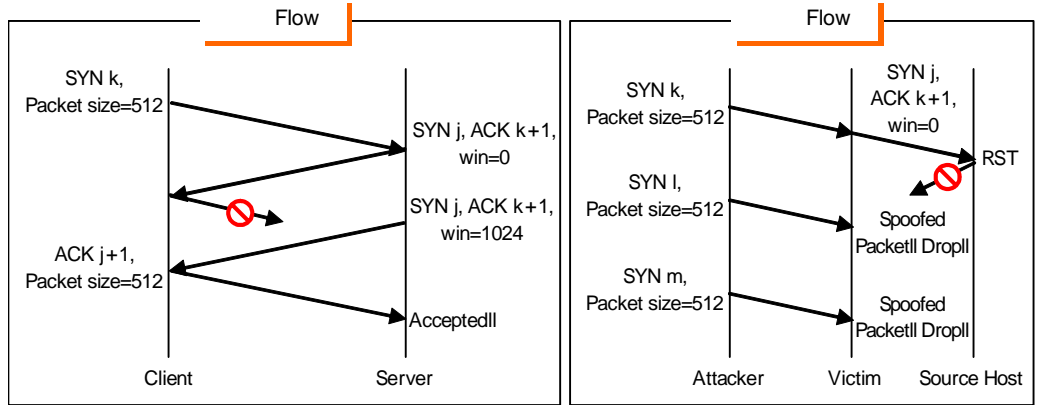 Flow
SYN k,
Packet size=512
SYN j, ACK k+1,
win=0
SYN j, ACK k+1,
win=1024
ACK j+1,
Packet size=512
AcceptedII
Client
Server
Flow
SYN k,
Packet size=512
SYN j,
ACK k+1,
win=0
RST
SYN l,
Packet size=512
Spoofed
PacketII DropII
SYN m,
Packet size=512
Spoofed
PacketII DropII
Attacker
Victim
Source Host